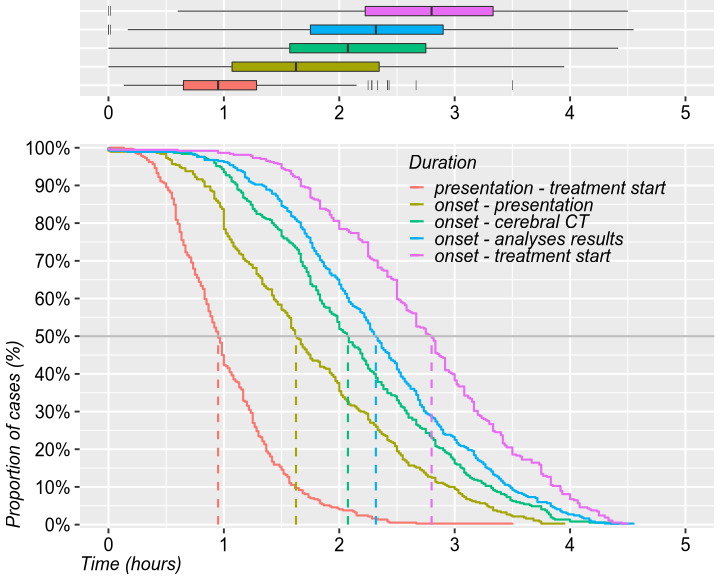 0 1 2 3 4 5
100%
90%
80%
70%
60%
50%
40%
30%
20%
10%
0%
Proportion of cases (%)
Duration
presentation - treatment start
onset - presentation
onset - cerebral CT
onset - analyses results
onset - treatment start
0 1 2 3 4 5
Time (hours)